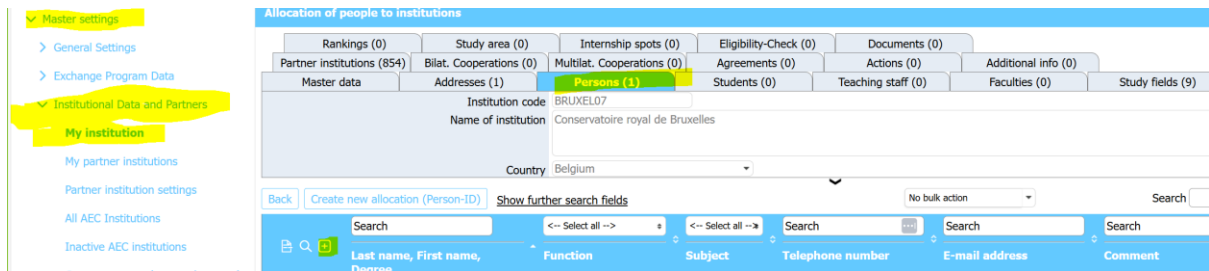 Master settings
General Settings
Exchange Program Data
Institutional Data and Partners
My institution
My partner institutions
Partner institution settings
All AEC Institutions
Inactive AEC institutions
Allocation of people to institutions
Rankings (0) Study area (0) Internship spots (0) Eligibility-Check (0) Documents (0)
Partner institutions (854) Bilat. Cooperations (0) Multilat. Cooperations (0) Agreements (0) Actions (0) Additional info (0)
Master data Addresses (1) Persons (1) Students (0) Teaching staff (0) Faculties (0) Study fields (9)
Institution code BRUXEL07
Name of institution Conservatoire royal de Bruxelles
Country Belgium
Back Create new allocation (Person-ID) Show further search fields No bulk action Search
Search <-- Select all --> <-- Select all --> Search Search Search
Last name, First name, Function Subject Telephone number E-mail address Comment
Degree